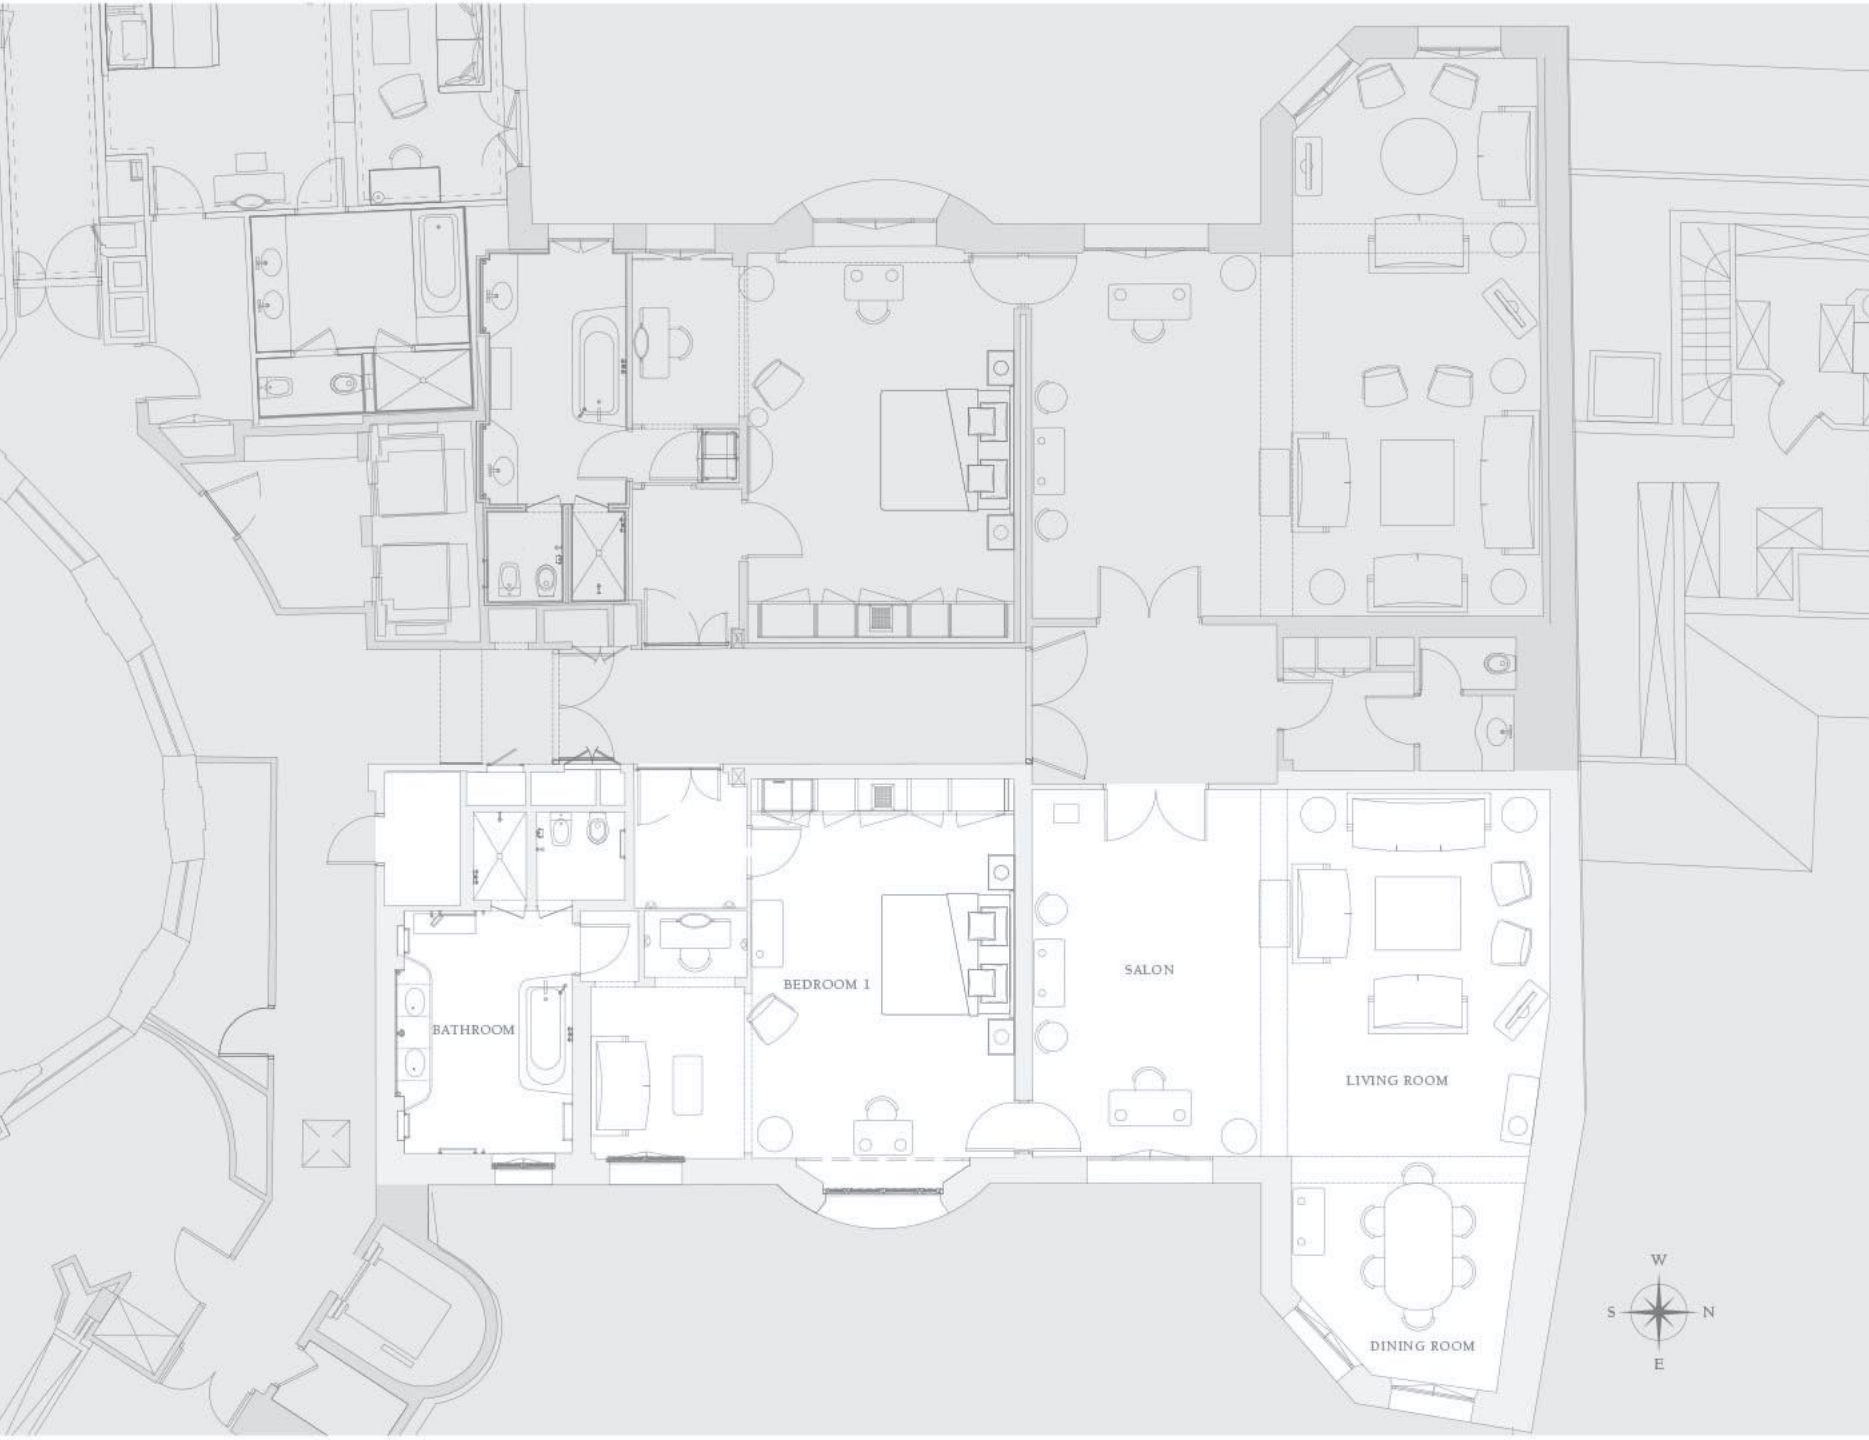 SALON
BEDROOM 1
BATHROOM
LIVING ROOM
W
S N
E
DINING ROOM